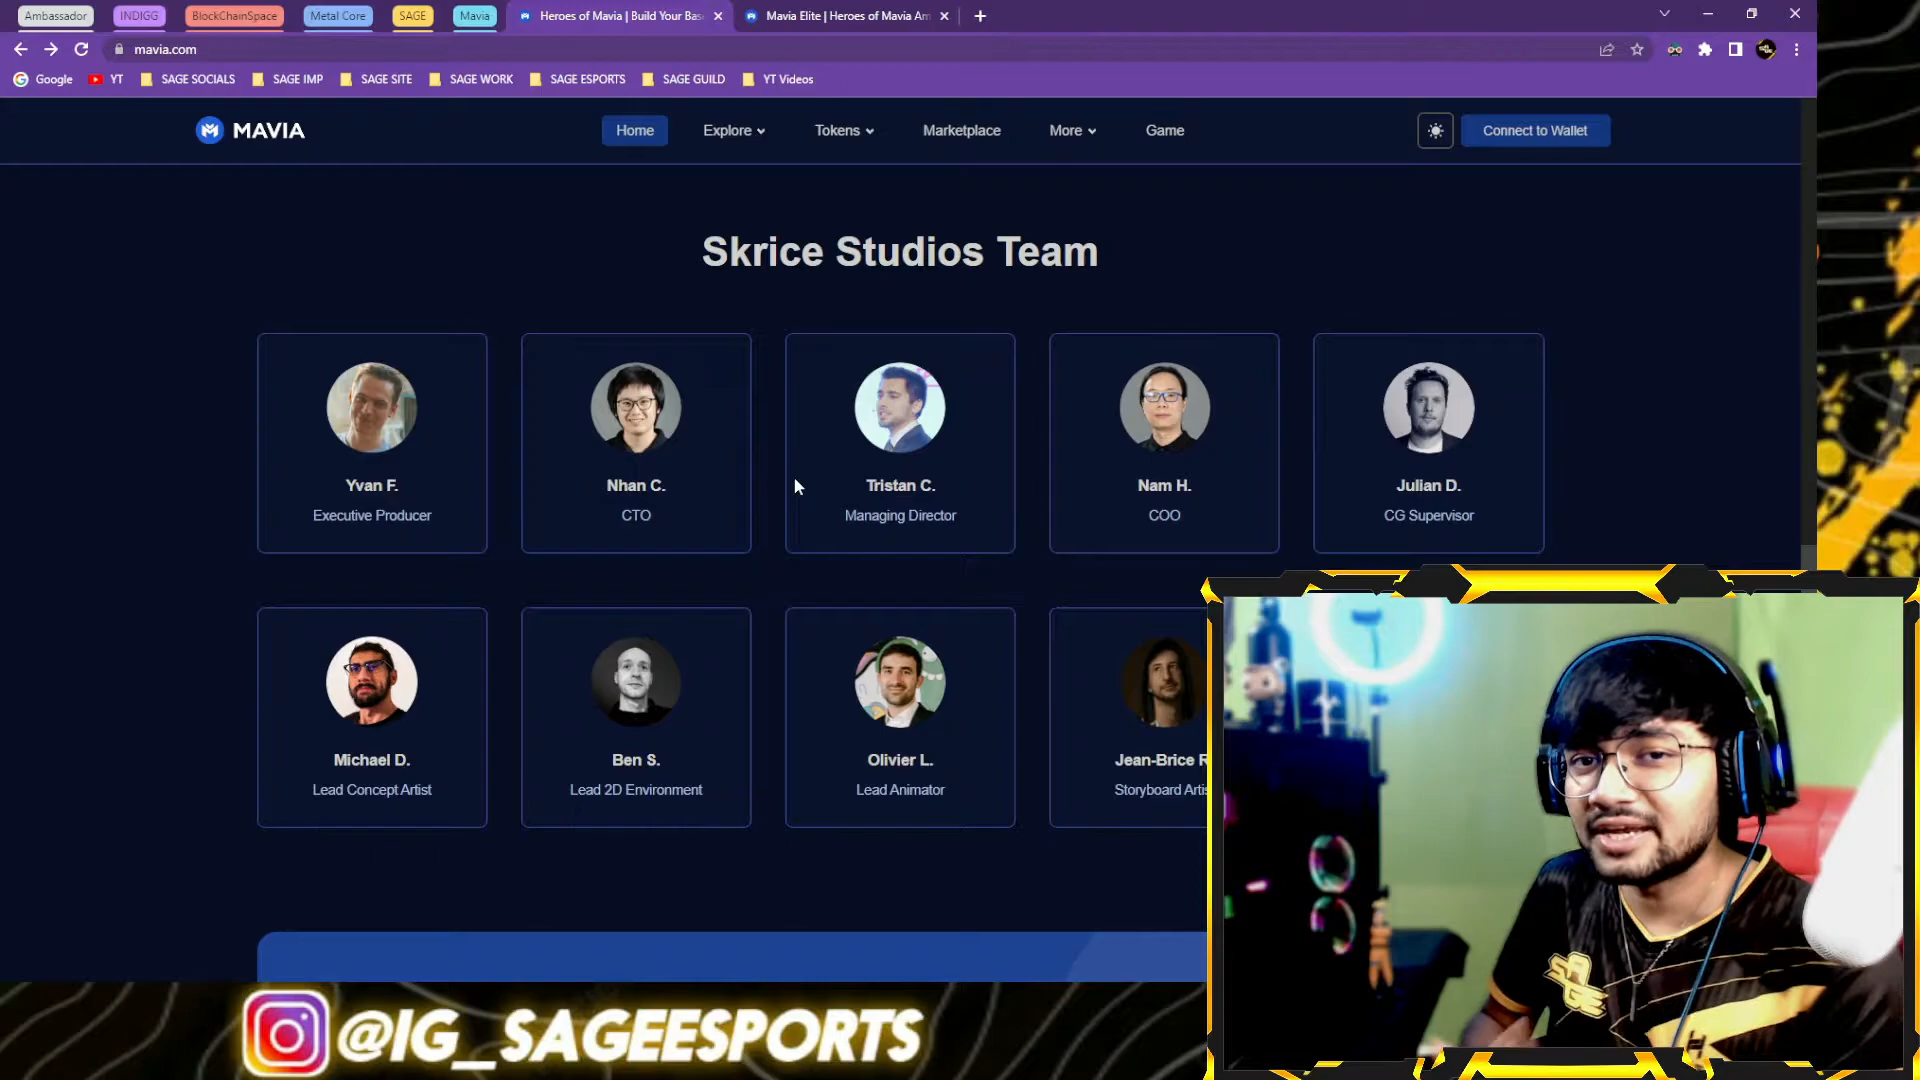 Ambassador INDIGG BlockChainSpace Metal Core SAGE Mavia Heroes of Mavia | Build Your Bas Mavia Elite | Heroes of Mavia Am
mavia.com
Google YT SAGE SOCIALS SAGE IMP SAGE SITE SAGE WORK SAGE ESPORTS SAGE GUILD YT Videos
MAVIA Home Explore Tokens Marketplace More Game Connect to Wallet
Skrice Studios Team
Yvan F. Nhan C. Tristan C. Nam H. Julian D.
Executive Producer CTO Managing Director COO CG Supervisor
Michael D. Ben S. Olivier L. Jean-Brice R
Lead Concept Artist Lead 2D Environment Lead Animator Storyboard Artis
SAGE
@IG_SAGEESPORTS